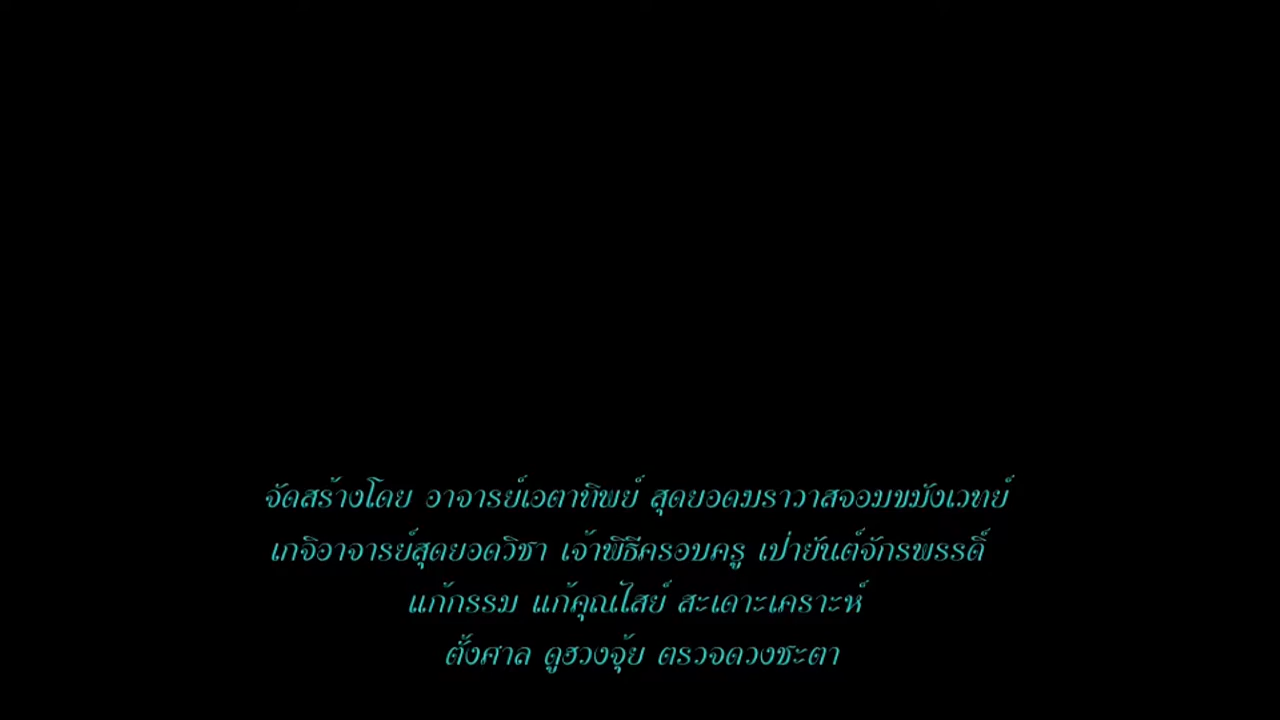 จัดสร้างโดย อาจารย์เอตาทิพย์ สุดยอดฆราวาสจอมขมังเวทย์
เกจิอาจารย์สุดยอดวิชา เจ้าพิธีครอบครู เป่ายันต์จักรพรรดิ์
แก้กรรม แก้คุณไสย์ สะเดาะเคราะห์
ตั้งศาล ดูฮวงจุ้ย ตรวจดวงชะตา